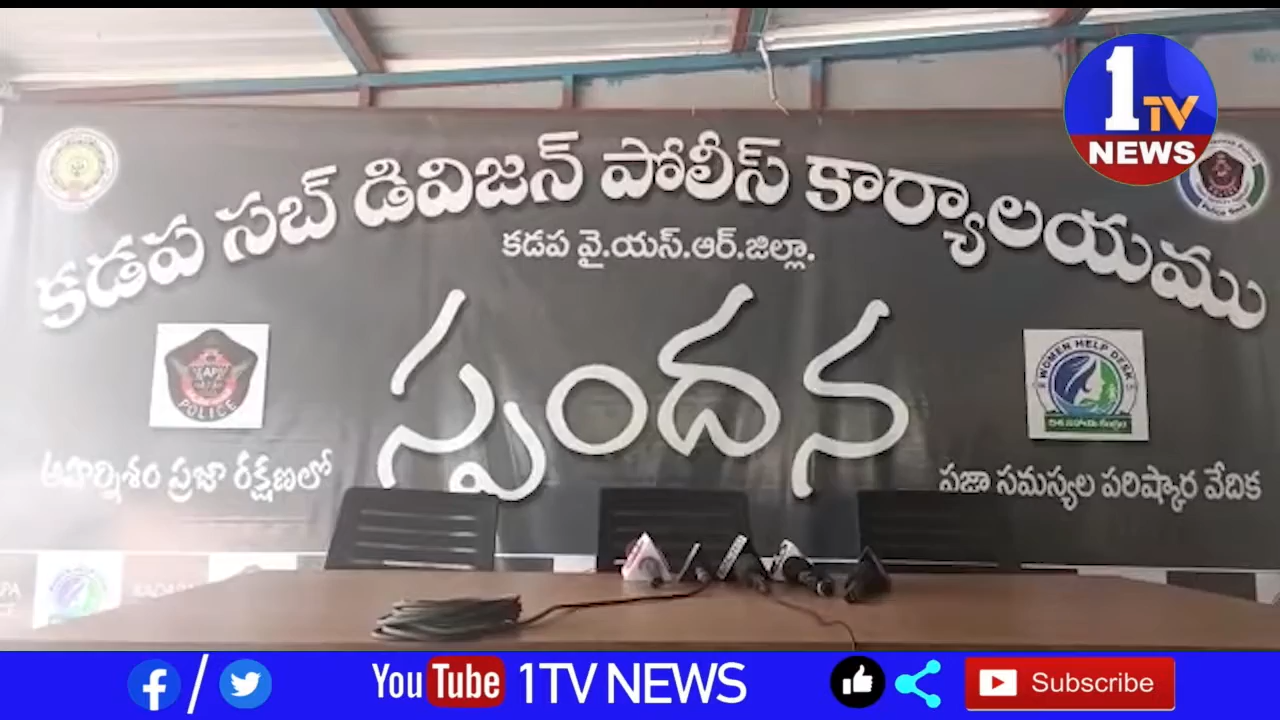 1TV
NEWS
కడప సబ్ డివిజన్ పోలీస్ కార్యాలయము
కడప వై.యస్.ఆర్.జిల్లా.
స్పందన
POLICE
WOMEN HELP DESK
దిశ సహాయ కేంద్రం
అహర్నిశం ప్రజా రక్షణలో
ప్రజా సమస్యల పరిష్కార వేదిక
YouTube 1TV NEWS
Subscribe